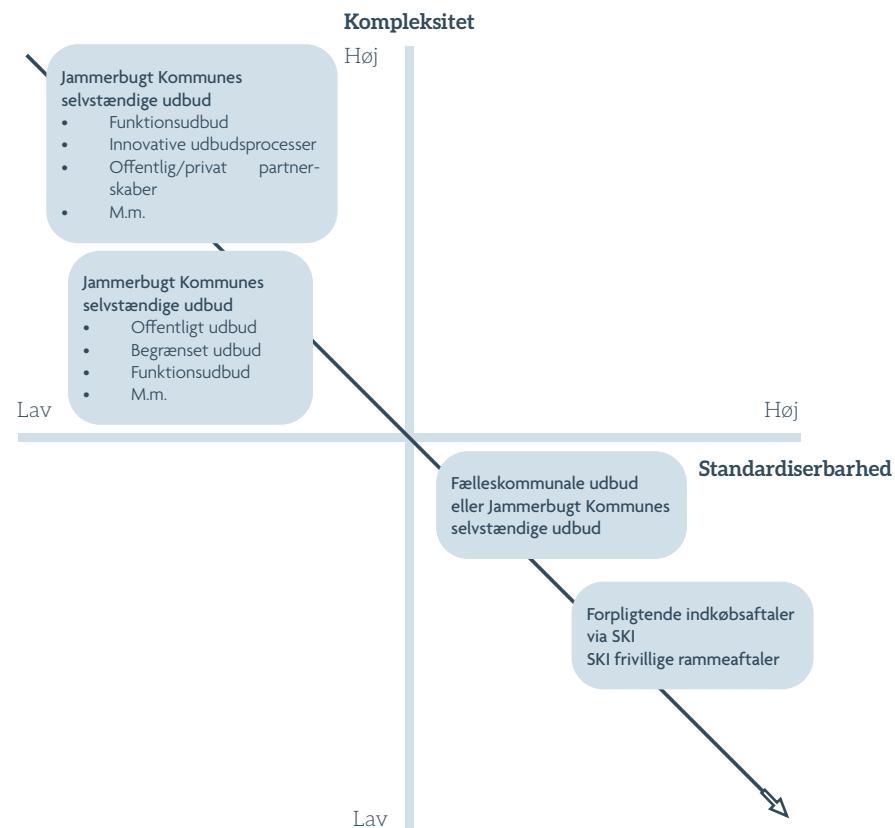 Kompleksitet
Høj
Jammerbugt Kommunes
selvstændige udbud
• Funktionsudbud
• Innovative udbudsprocesser
• Offentlig/privat partner-
skaber
• M.m.
Jammerbugt Kommunes
selvstændige udbud
• Offentligt udbud
• Begrænset udbud
• Funktionsudbud
• M.m.
Lav
Høj
Standardiserbarhed
Fælleskommunale udbud
eller Jammerbugt Kommunes
selvstændige udbud
Forpligtende indkøbsaftaler
via SKI
SKI frivillige rammeaftaler
Lav